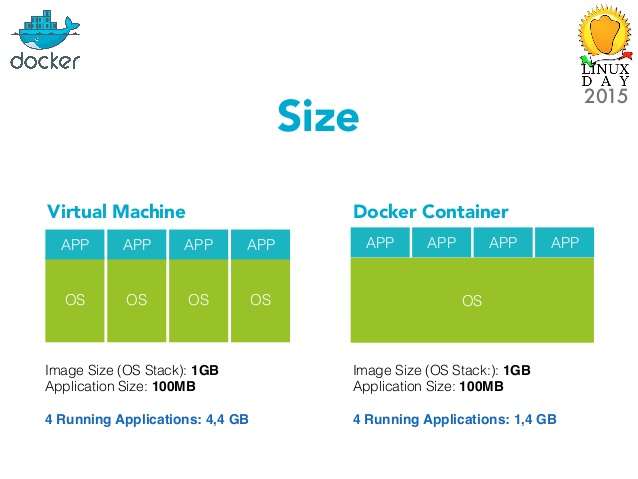 docker
LINUX
DAY
2015
Size
Virtual Machine
APP APP APP APP
OS OS OS OS
Image Size (OS Stack): 1GB
Application Size: 100MB
4 Running Applications: 4,4 GB
Docker Container
APP APP APP APP
OS
Image Size (OS Stack:): 1GB
Application Size: 100MB
4 Running Applications: 1,4 GB